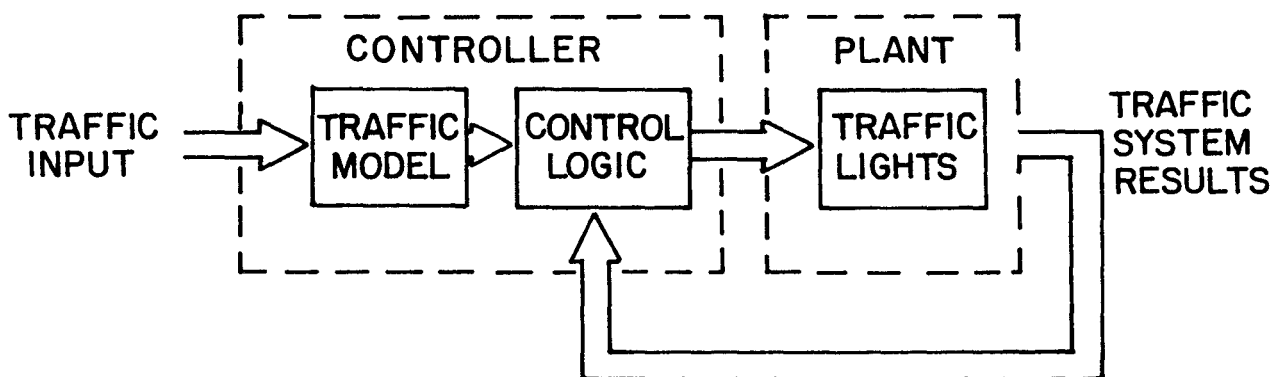 CONTROLLER
PLANT
TRAFFIC
INPUT
TRAFFIC
MODEL
CONTROL
LOGIC
TRAFFIC
LIGHTS
TRAFFIC
SYSTEM
RESULTS